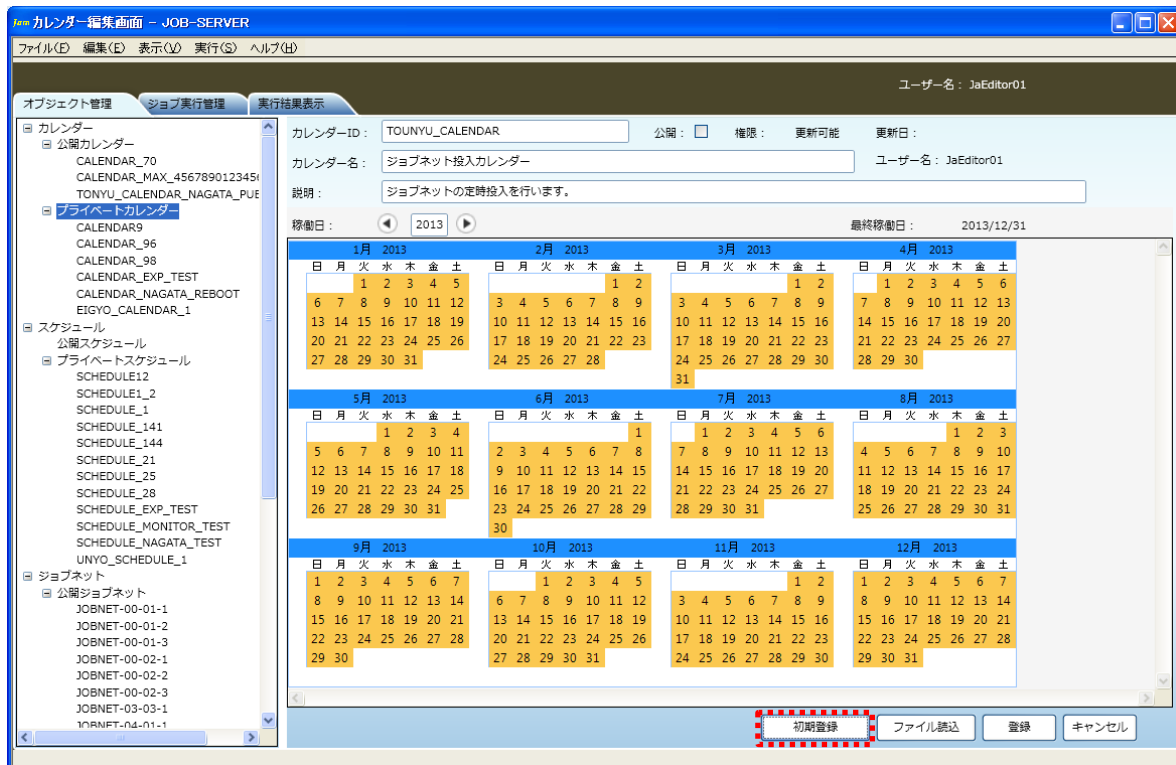 Jam カレンダー編集画面 - JOB-SERVER
ファイル(F) 編集(E) 表示(V) 実行(S) ヘルプ(H)
ユーザー名： JaEditor01
オブジェクト管理 ジョブ実行管理 実行結果表示
カレンダー
公開カレンダー
CALENDAR_70
CALENDAR_MAX_456789012345
TONYU_CALENDAR_NAGATA_PUB
プライベートカレンダー
CALENDAR9
CALENDAR_96
CALENDAR_98
CALENDAR_EXP_TEST
CALENDAR_NAGATA_REBOOT
EIGYO_CALENDAR_1
スケジュール
公開スケジュール
プライベートスケジュール
SCHEDULE12
SCHEDULE1_2
SCHEDULE_1
SCHEDULE_141
SCHEDULE_144
SCHEDULE_21
SCHEDULE_25
SCHEDULE_28
SCHEDULE_EXP_TEST
SCHEDULE_MONITOR_TEST
SCHEDULE_NAGATA_TEST
UNYO_SCHEDULE_1
ジョブネット
公開ジョブネット
JOBNET-00-01-1
JOBNET-00-01-2
JOBNET-00-01-3
JOBNET-00-02-1
JOBNET-00-02-2
JOBNET-00-02-3
JOBNET-03-03-1
JOBNET-04-01-1
カレンダーID： TOUNYU_CALENDAR 公開： 権限： 更新可能 更新日：
カレンダー名： ジョブネット投入カレンダー ユーザー名： JaEditor01
説明： ジョブネットの定時投入を行います。
稼働日： 2013 最終稼働日： 2013/12/31
1月 2013 2月 2013 3月 2013 4月 2013
日 月 火 水 木 金 土 日 月 火 水 木 金 土 日 月 火 水 木 金 土 日 月 火 水 木 金 土
1 2 3 4 5 1 2 1 2 1 2 3 4 5 6
6 7 8 9 10 11 12 3 4 5 6 7 8 9 3 4 5 6 7 8 9 7 8 9 10 11 12 13
13 14 15 16 17 18 19 10 11 12 13 14 15 16 10 11 12 13 14 15 16 14 15 16 17 18 19 20
20 21 22 23 24 25 26 17 18 19 20 21 22 23 17 18 19 20 21 22 23 21 22 23 24 25 26 27
27 28 29 30 31 24 25 26 27 28 24 25 26 27 28 29 30 28 29 30
31
5月 2013 6月 2013 7月 2013 8月 2013
日 月 火 水 木 金 土 日 月 火 水 木 金 土 日 月 火 水 木 金 土 日 月 火 水 木 金 土
1 2 3 4 1 1 2 3 4 5 6 1 2 3
5 6 7 8 9 10 11 2 3 4 5 6 7 8 7 8 9 10 11 12 13 4 5 6 7 8 9 10
12 13 14 15 16 17 18 9 10 11 12 13 14 15 14 15 16 17 18 19 20 11 12 13 14 15 16 17
19 20 21 22 23 24 25 16 17 18 19 20 21 22 21 22 23 24 25 26 27 18 19 20 21 22 23 24
26 27 28 29 30 31 23 24 25 26 27 28 29 28 29 30 31 25 26 27 28 29 30 31
30
9月 2013 10月 2013 11月 2013 12月 2013
日 月 火 水 木 金 土 日 月 火 水 木 金 土 日 月 火 水 木 金 土 日 月 火 水 木 金 土
1 2 3 4 5 6 7 1 2 3 4 5 1 2 1 2 3 4 5 6 7
8 9 10 11 12 13 14 6 7 8 9 10 11 12 3 4 5 6 7 8 9 8 9 10 11 12 13 14
15 16 17 18 19 20 21 13 14 15 16 17 18 19 10 11 12 13 14 15 16 15 16 17 18 19 20 21
22 23 24 25 26 27 28 20 21 22 23 24 25 26 17 18 19 20 21 22 23 22 23 24 25 26 27 28
29 30 27 28 29 30 31 24 25 26 27 28 29 30 29 30 31
初期登録 ファイル読込 登録 キャンセル